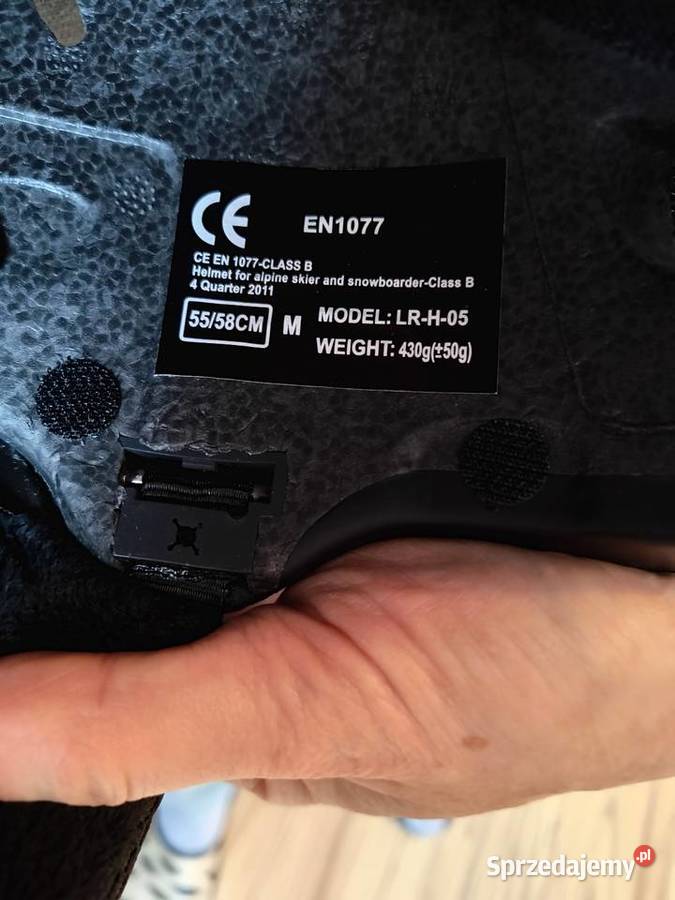 CE EN1077
CE EN 1077-CLASS B
Helmet for alpine skier and snowboarder-Class B
4 Quarter 2011
55/58CM M MODEL: LR-H-05
WEIGHT: 430g(±50g)
Sprzedajemy.pl